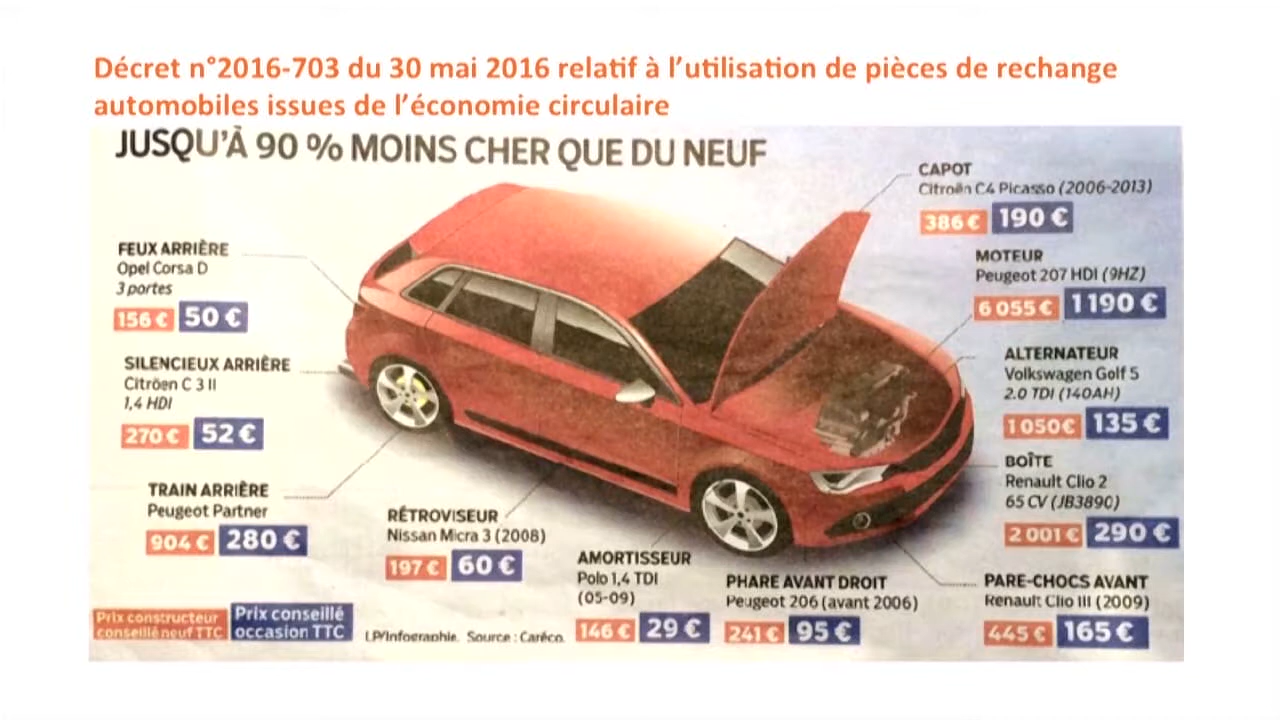 Décret n°2016-703 du 30 mai 2016 relatif à l’utilisation de pièces de rechange
automobiles issues de l’économie circulaire
JUSQU'À 90 % MOINS CHER QUE DU NEUF
FEUX ARRIÈRE
Opel Corsa D
3 portes
156 € 50 €
SILENCIEUX ARRIÈRE
Citröen C 3 II
1,4 HDI
270 € 52 €
TRAIN ARRIÈRE
Peugeot Partner
904 € 280 €
RÉTROVISEUR
Nissan Micra 3 (2008)
197 € 60 €
AMORTISSEUR
Polo 1,4 TDI
(05-09)
146 € 29 €
PHARE AVANT DROIT
Peugeot 206 (avant 2006)
241 € 95 €
CAPOT
Citroën C4 Picasso (2006-2013)
386 € 190 €
MOTEUR
Peugeot 207 HDI (9HZ)
6 055 € 1 190 €
ALTERNATEUR
Volkswagen Golf 5
2.0 TDI (140AH)
1 050 € 135 €
BOÎTE
Renault Clio 2
65 CV (JB3890)
2 001 € 290 €
PARE-CHOCS AVANT
Renault Clio III (2009)
445 € 165 €
Prix constructeur
conseillé neuf TTC
Prix conseillé
occasion TTC
LP/Infographie. Source : Caréco.